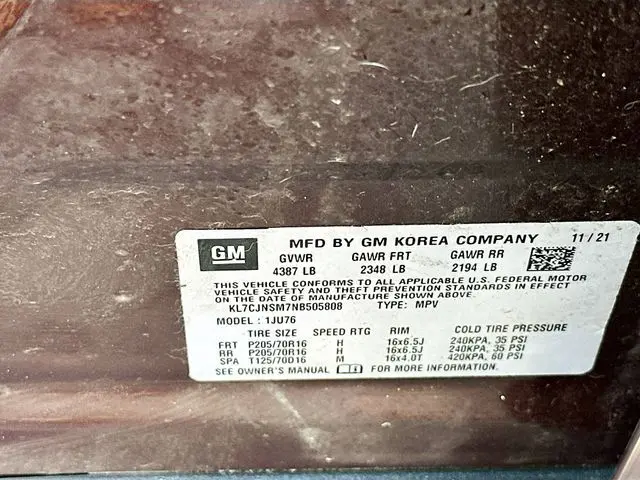 GM MFD BY GM KOREA COMPANY 11/21
GVWR GAWR FRT GAWR RR
4387 LB 2348 LB 2194 LB
THIS VEHICLE CONFORMS TO ALL APPLICABLE U.S. FEDERAL MOTOR
VEHICLE SAFETY AND THEFT PREVENTION STANDARDS IN EFFECT
ON THE DATE OF MANUFACTURE SHOWN ABOVE.
KL7CJNSM7NB505808 TYPE: MPV
MODEL : 1JU76
TIRE SIZE SPEED RTG RIM COLD TIRE PRESSURE
FRT P205/70R16 H 16x6.5J 240KPA, 35 PSI
RR P205/70R16 H 16x6.5J 240KPA, 35 PSI
SPA T125/70D16 M 16x4.0T 420KPA, 60 PSI
SEE OWNER'S MANUAL FOR MORE INFORMATION.